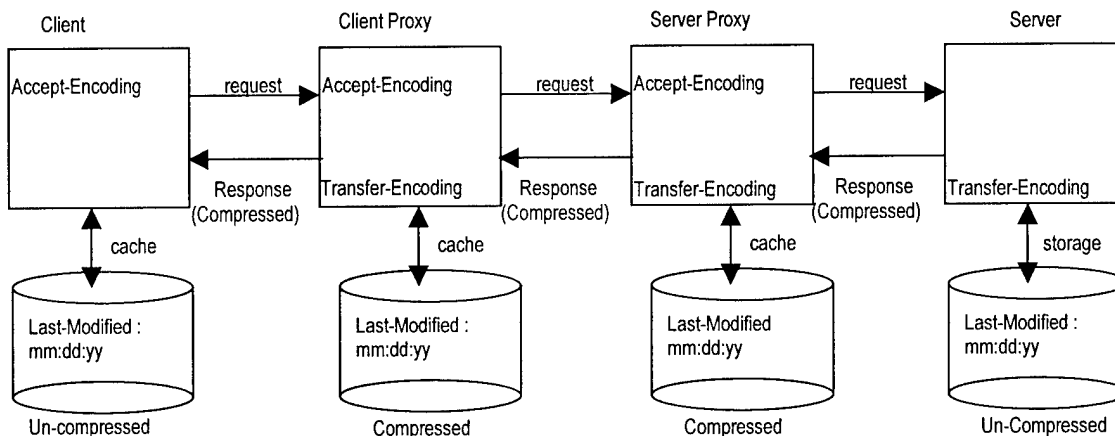 Client
Client Proxy
Server Proxy
Server
Accept-Encoding
request
Accept-Encoding
request
Accept-Encoding
request
Response
(Compressed)
Transfer-Encoding
Response
(Compressed)
Transfer-Encoding
Response
(Compressed)
Transfer-Encoding
cache
cache
cache
storage
Last-Modified :
mm:dd:yy
Last-Modified :
mm:dd:yy
Last-Modified
mm:dd:yy
Last-Modified :
mm:dd:yy
Un-compressed
Compressed
Compressed
Un-Compressed